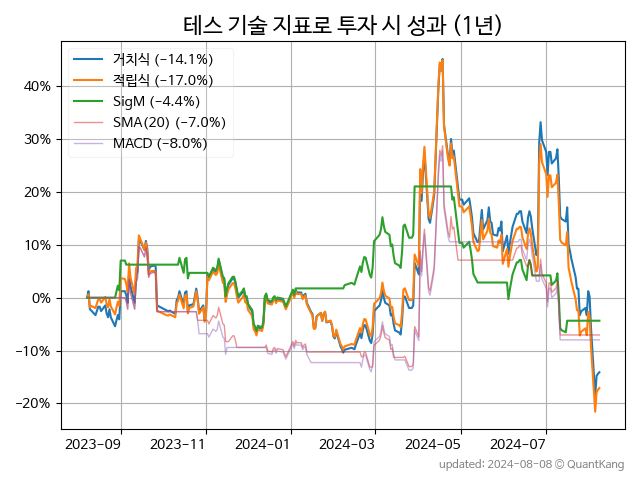 테스 기술 지표로 투자 시 성과 (1년)
거치식 (−14.1%)
적립식 (−17.0%)
SigM (−4.4%)
SMA(20) (−7.0%)
MACD (−8.0%)
40%
30%
20%
10%
0%
−10%
−20%
2023-09 2023-11 2024-01 2024-03 2024-05 2024-07
updated: 2024-08-08 © QuantKang